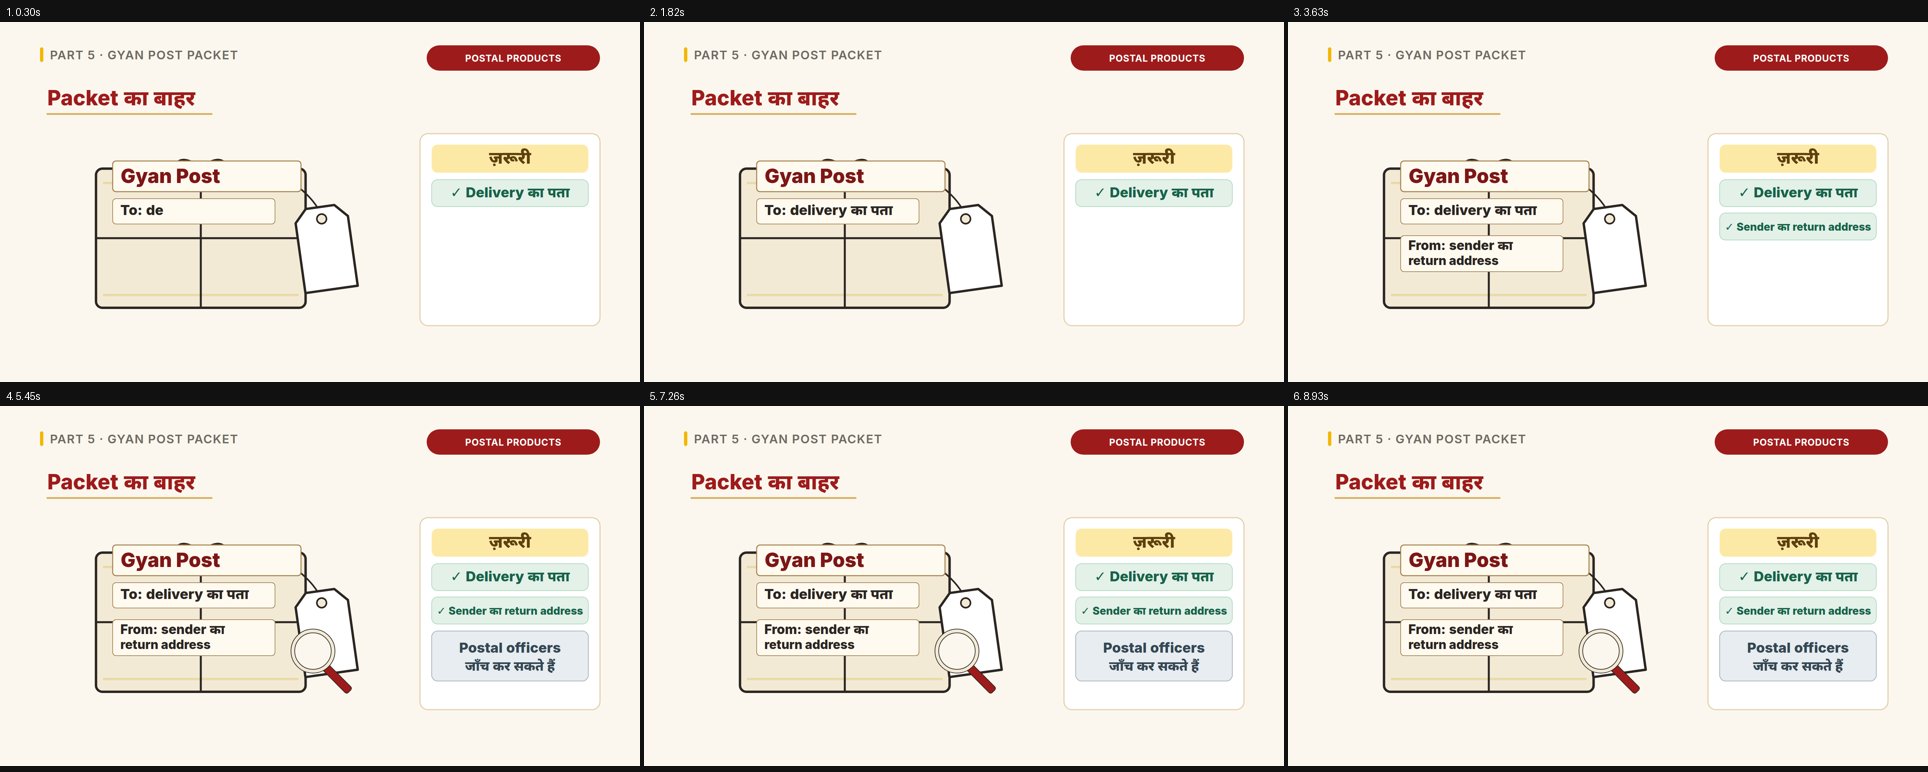 1. 0.30s
PART 5 · GYAN POST PACKET
POSTAL PRODUCTS
Packet का बाहर
Gyan Post
To: de
ज़रूरी
✓ Delivery का पता
2. 1.82s
PART 5 · GYAN POST PACKET
POSTAL PRODUCTS
Packet का बाहर
Gyan Post
To: delivery का पता
ज़रूरी
✓ Delivery का पता
3. 3.63s
PART 5 · GYAN POST PACKET
POSTAL PRODUCTS
Packet का बाहर
Gyan Post
To: delivery का पता
From: sender का
return address
ज़रूरी
✓ Delivery का पता
✓ Sender का return address
4. 5.45s
PART 5 · GYAN POST PACKET
POSTAL PRODUCTS
Packet का बाहर
Gyan Post
To: delivery का पता
From: sender का
return address
ज़रूरी
✓ Delivery का पता
✓ Sender का return address
Postal officers
जाँच कर सकते हैं
5. 7.26s
PART 5 · GYAN POST PACKET
POSTAL PRODUCTS
Packet का बाहर
Gyan Post
To: delivery का पता
From: sender का
return address
ज़रूरी
✓ Delivery का पता
✓ Sender का return address
Postal officers
जाँच कर सकते हैं
6. 8.93s
PART 5 · GYAN POST PACKET
POSTAL PRODUCTS
Packet का बाहर
Gyan Post
To: delivery का पता
From: sender का
return address
ज़रूरी
✓ Delivery का पता
✓ Sender का return address
Postal officers
जाँच कर सकते हैं